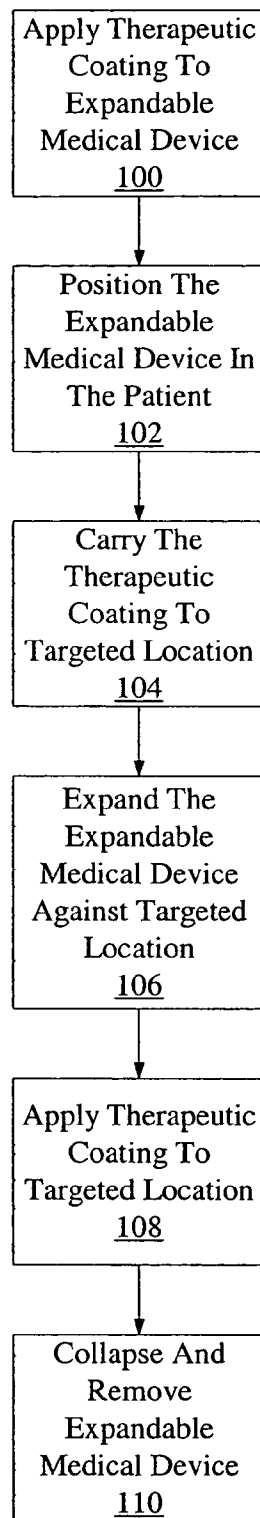 Apply Therapeutic
Coating To
Expandable
Medical Device
100
Position The
Expandable
Medical Device In
The Patient
102
Carry The
Therapeutic
Coating To
Targeted Location
104
Expand The
Expandable
Medical Device
Against Targeted
Location
106
Apply Therapeutic
Coating To
Targeted Location
108
Collapse And
Remove
Expandable
Medical Device
110